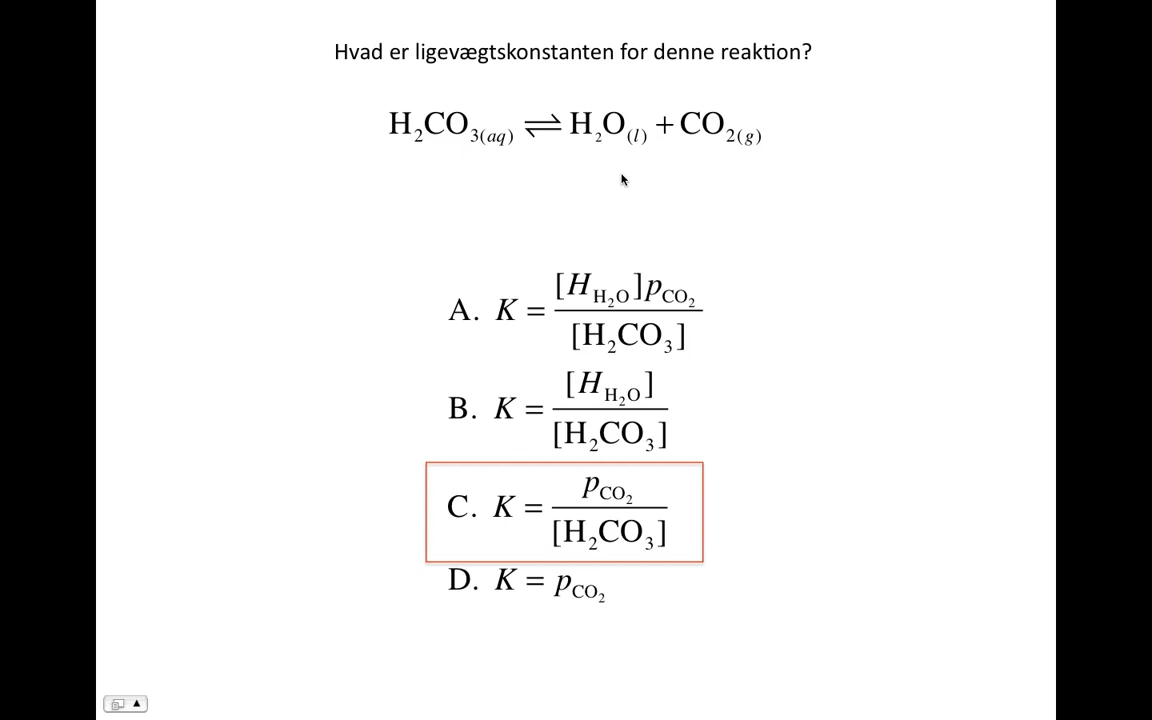 Hvad er ligevægtskonstanten for denne reaktion?
H₂CO₃(aq) ⇌ H₂O(l) + CO₂(g)
A. K = [H_H₂O]p_CO₂ / [H₂CO₃]
B. K = [H_H₂O] / [H₂CO₃]
C. K = p_CO₂ / [H₂CO₃]
D. K = p_CO₂